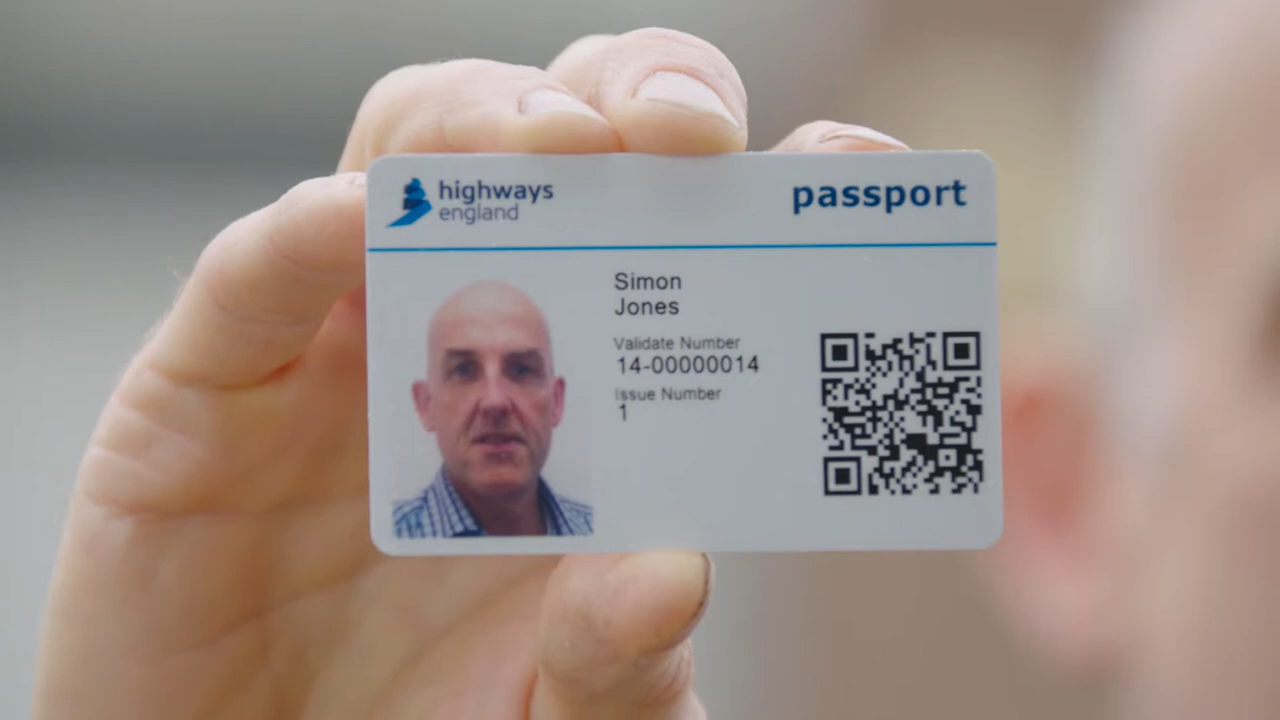 highways
england
passport
Simon
Jones
Validate Number
14-00000014
Issue Number
1